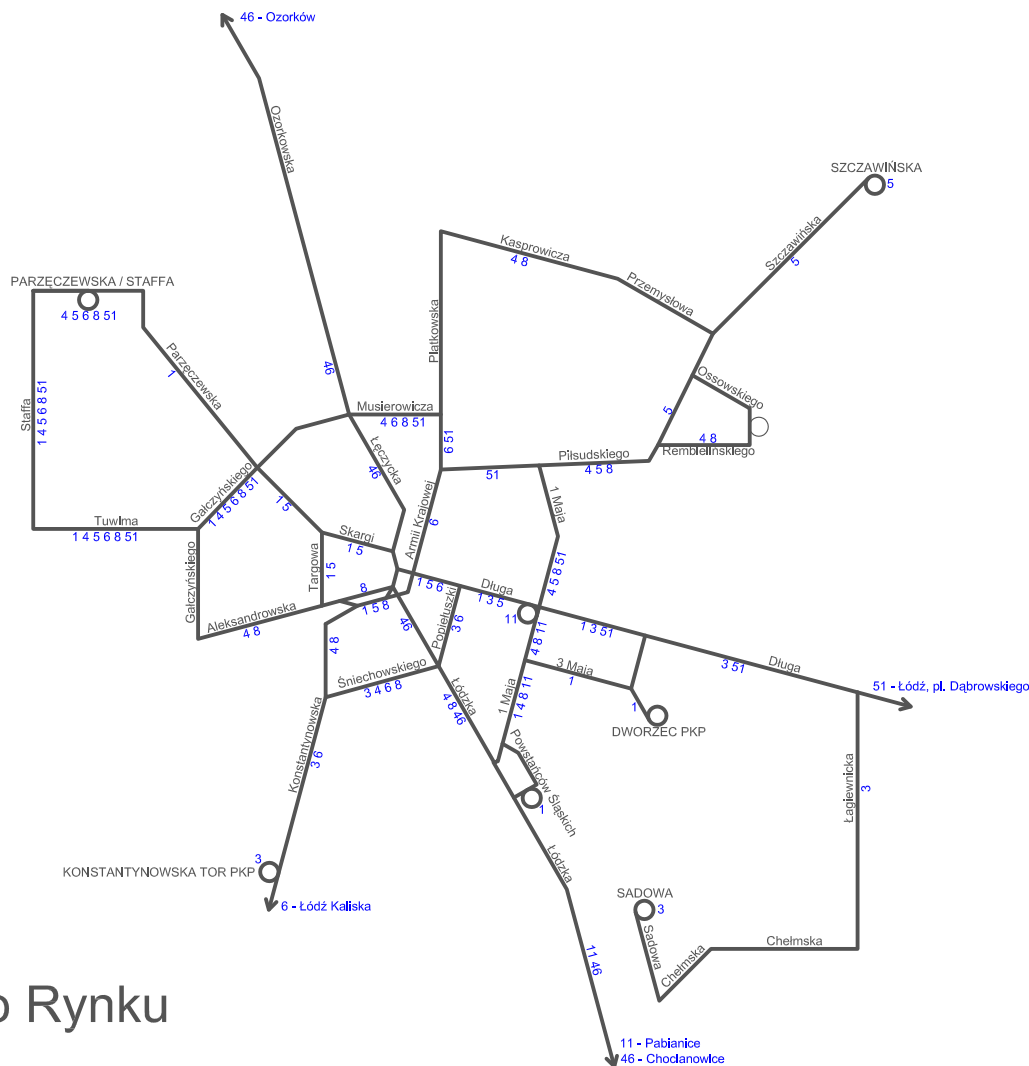 46 - Ozorków
Ozorkowska
46
SZCZAWIŃSKA
5
Szczawińska
5
Kasprowicza
4 8
Przemysłowa
PARZĘCZEWSKA / STAFFA
4 5 6 8 51
Parzęczewska
1
Staffa
1 4 5 6 8 51
Piatkowska
Musierowicza
4 6 8 51
6 51
Łęczycka
46
Ossowskiego
5
4 8
Rembielińskiego
Piłsudskiego
4 5 8
51
1 Maja
4 5 8 51
Armii Krajowej
6
Gałczyńskiego
1 4 5 6 8 51
1 5
Tuwima
1 4 5 6 8 51
Skargi
1 5
Targowa
1 5
Gałczyńskiego
Aleksandrowska
4 8
8
1 5 8
1 5 6
Długa
1 3 5
11
1 3 51
4 8 11
46
Popiełuszki
3 6
4 8
Śniechowskiego
3 4 6 8
Łódzka
4 8 46
3 Maja
1
1
DWORZEC PKP
Długa
3 51
51 - Łódź, pl. Dąbrowskiego
1 Maja
1 4 8 11
Konstantynowska
3 6
Powstańców Śląskich
1
Łagiewnicka
3
3
KONSTANTYNOWSKA TOR PKP
6 - Łódź Kaliska
Łódzka
SADOWA
3
Sadowa
Chełmska
Chełmska
11 46
o Rynku
11 - Pabianice
46 - Chocianowice